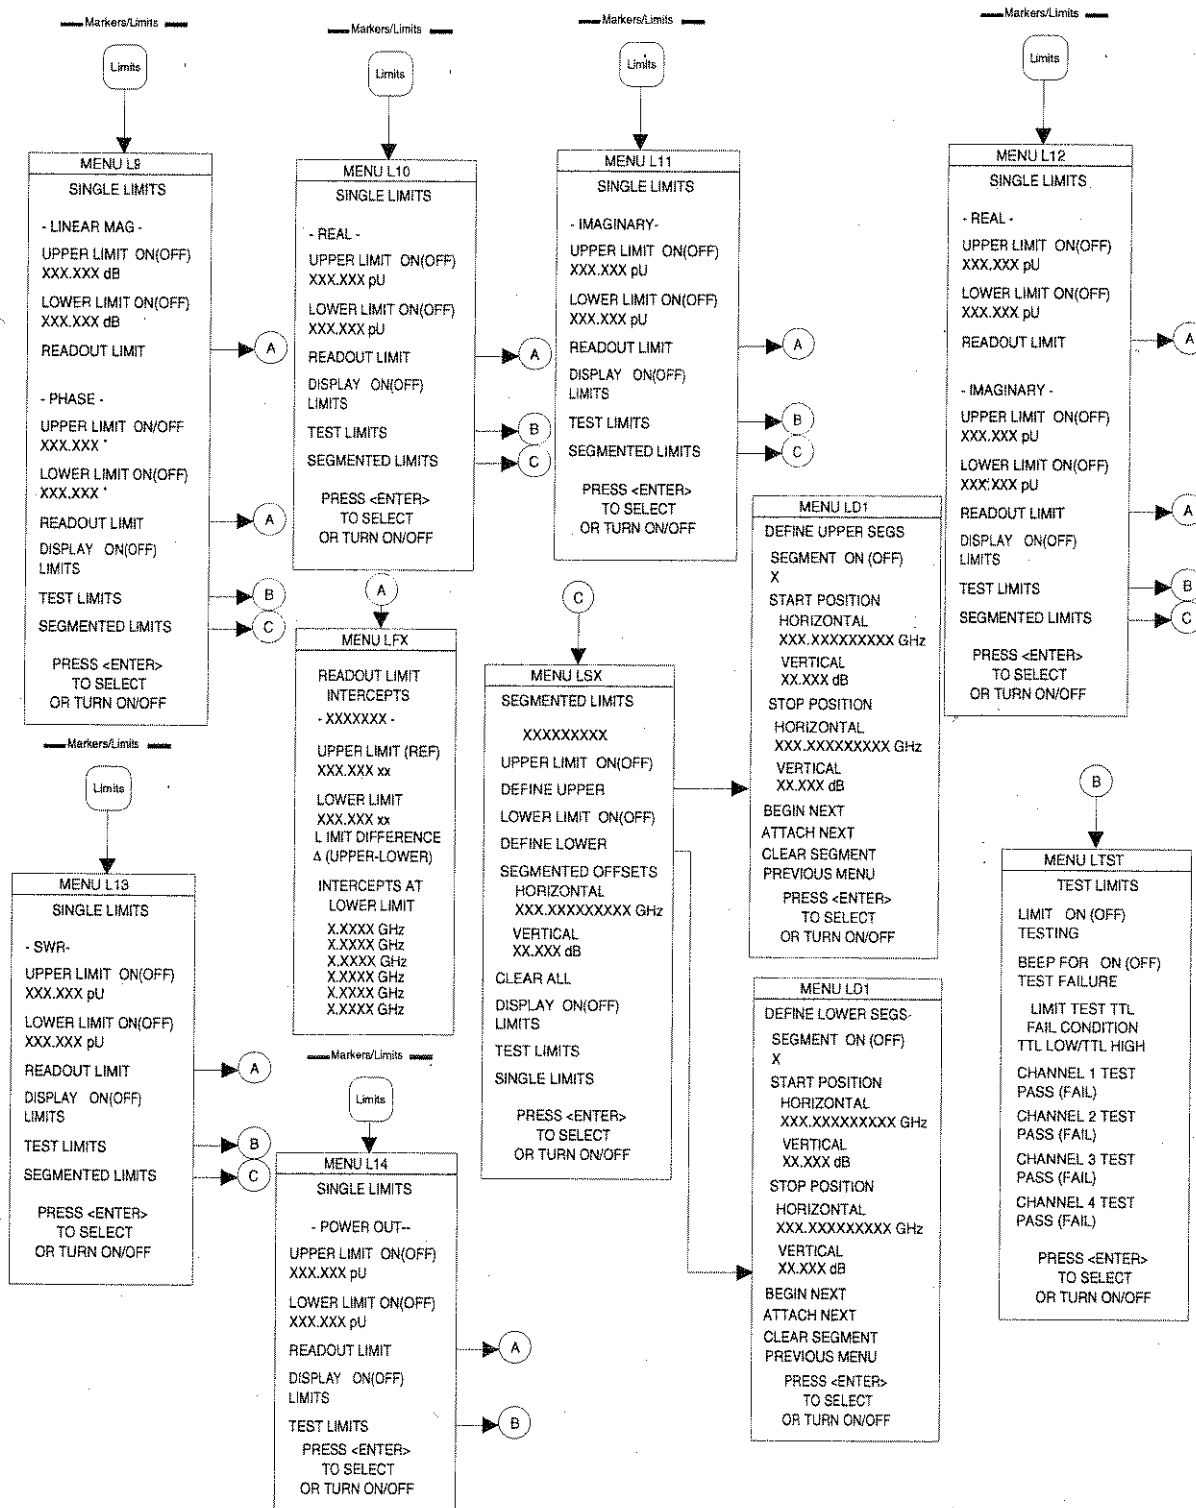 Markers/Limits
Limits
MENU L9
SINGLE LIMITS
- LINEAR MAG -
UPPER LIMIT ON(OFF)
XXX.XXX dB
LOWER LIMIT ON(OFF)
XXX.XXX dB
READOUT LIMIT
A
- PHASE -
UPPER LIMIT ON/OFF
XXX.XXX °
LOWER LIMIT ON(OFF)
XXX.XXX °
READOUT LIMIT
A
DISPLAY ON(OFF)
LIMITS
TEST LIMITS
B
SEGMENTED LIMITS
C
PRESS <ENTER>
TO SELECT
OR TURN ON/OFF
Markers/Limits
Limits
MENU L10
SINGLE LIMITS
- REAL -
UPPER LIMIT ON(OFF)
XXX.XXX pU
LOWER LIMIT ON(OFF)
XXX.XXX pU
READOUT LIMIT
A
DISPLAY ON(OFF)
LIMITS
TEST LIMITS
B
SEGMENTED LIMITS
C
PRESS <ENTER>
TO SELECT
OR TURN ON/OFF
Markers/Limits
Limits
MENU L11
SINGLE LIMITS
- IMAGINARY-
UPPER LIMIT ON(OFF)
XXX.XXX pU
LOWER LIMIT ON(OFF)
XXX.XXX pU
READOUT LIMIT
A
DISPLAY ON(OFF)
LIMITS
TEST LIMITS
B
SEGMENTED LIMITS
C
PRESS <ENTER>
TO SELECT
OR TURN ON/OFF
Markers/Limits
Limits
MENU L12
SINGLE LIMITS
- REAL -
UPPER LIMIT ON(OFF)
XXX.XXX pU
LOWER LIMIT ON(OFF)
XXX.XXX pU
READOUT LIMIT
A
- IMAGINARY -
UPPER LIMIT ON(OFF)
XXX.XXX pU
LOWER LIMIT ON(OFF)
XXX.XXX pU
READOUT LIMIT
A
DISPLAY ON(OFF)
LIMITS
TEST LIMITS
B
SEGMENTED LIMITS
C
PRESS <ENTER>
TO SELECT
OR TURN ON/OFF
A
MENU LFX
READOUT LIMIT
INTERCEPTS
- XXXXXXX -
UPPER LIMIT (REF)
XXX.XXX xx
LOWER LIMIT
XXX.XXX xx
L IMIT DIFFERENCE
Δ (UPPER-LOWER)
INTERCEPTS AT
LOWER LIMIT
X.XXXX GHz
X.XXXX GHz
X.XXXX GHz
X.XXXX GHz
X.XXXX GHz
X.XXXX GHz
C
MENU LSX
SEGMENTED LIMITS
XXXXXXXXX
UPPER LIMIT ON(OFF)
DEFINE UPPER
LOWER LIMIT ON(OFF)
DEFINE LOWER
SEGMENTED OFFSETS
HORIZONTAL
XXX.XXXXXXXXX GHz
VERTICAL
XX.XXX dB
CLEAR ALL
DISPLAY ON(OFF)
LIMITS
TEST LIMITS
SINGLE LIMITS
PRESS <ENTER>
TO SELECT
OR TURN ON/OFF
MENU LD1
DEFINE UPPER SEGS
SEGMENT ON (OFF)
X
START POSITION
HORIZONTAL
XXX.XXXXXXXXX GHz
VERTICAL
XX.XXX dB
STOP POSITION
HORIZONTAL
XXX.XXXXXXXXX GHz
VERTICAL
XX.XXX dB
BEGIN NEXT
ATTACH NEXT
CLEAR SEGMENT
PREVIOUS MENU
PRESS <ENTER>
TO SELECT
OR TURN ON/OFF
MENU LD1
DEFINE LOWER SEGS-
SEGMENT ON (OFF)
X
START POSITION
HORIZONTAL
XXX.XXXXXXXXX GHz
VERTICAL
XX.XXX dB
STOP POSITION
HORIZONTAL
XXX.XXXXXXXXX GHz
VERTICAL
XX.XXX dB
BEGIN NEXT
ATTACH NEXT
CLEAR SEGMENT
PREVIOUS MENU
PRESS <ENTER>
TO SELECT
OR TURN ON/OFF
B
MENU LTST
TEST LIMITS
LIMIT ON (OFF)
TESTING
BEEP FOR ON (OFF)
TEST FAILURE
LIMIT TEST TTL
FAIL CONDITION
TTL LOW/TTL HIGH
CHANNEL 1 TEST
PASS (FAIL)
CHANNEL 2 TEST
PASS (FAIL)
CHANNEL 3 TEST
PASS (FAIL)
CHANNEL 4 TEST
PASS (FAIL)
PRESS <ENTER>
TO SELECT
OR TURN ON/OFF
Markers/Limits
Limits
MENU L13
SINGLE LIMITS
- SWR-
UPPER LIMIT ON(OFF)
XXX.XXX pU
LOWER LIMIT ON(OFF)
XXX.XXX pU
READOUT LIMIT
A
DISPLAY ON(OFF)
LIMITS
TEST LIMITS
B
SEGMENTED LIMITS
C
PRESS <ENTER>
TO SELECT
OR TURN ON/OFF
Markers/Limits
Limits
MENU L14
SINGLE LIMITS
- POWER OUT--
UPPER LIMIT ON(OFF)
XXX.XXX pU
LOWER LIMIT ON(OFF)
XXX.XXX pU
READOUT LIMIT
A
DISPLAY ON(OFF)
LIMITS
TEST LIMITS
B
PRESS <ENTER>
TO SELECT
OR TURN ON/OFF